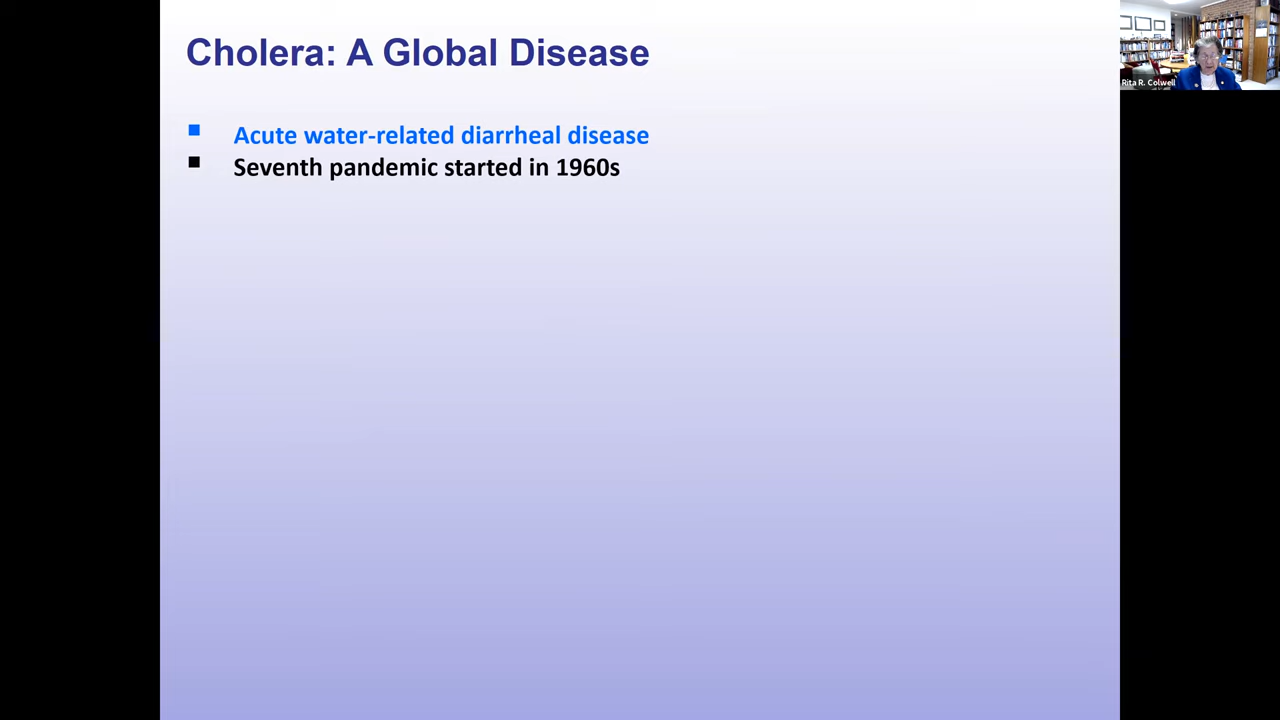 Cholera: A Global Disease
Rita R. Colwell
Acute water-related diarrheal disease
Seventh pandemic started in 1960s